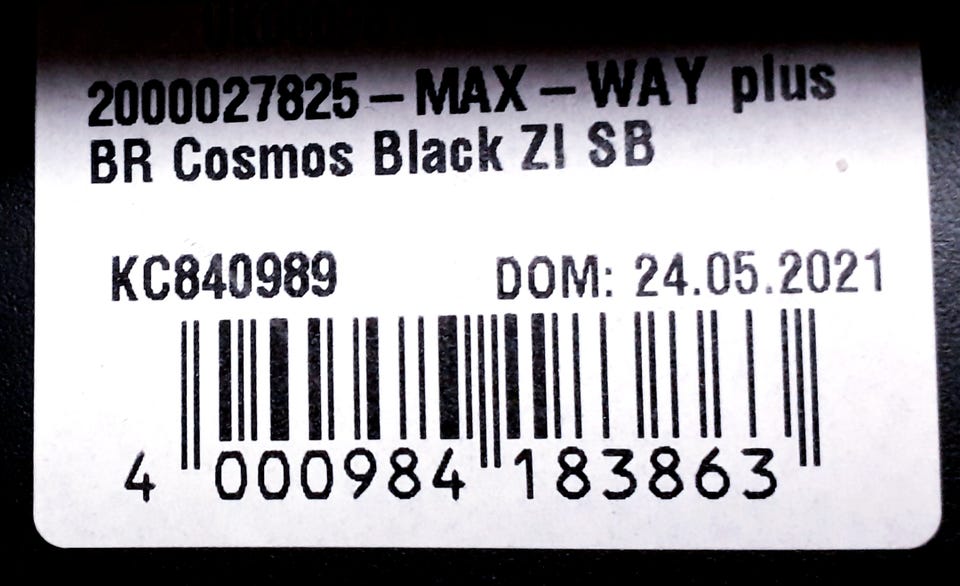 2000027825 – MAX – WAY plus
BR Cosmos Black ZI SB
KC840989 DOM: 24.05.2021
4 000984 183863